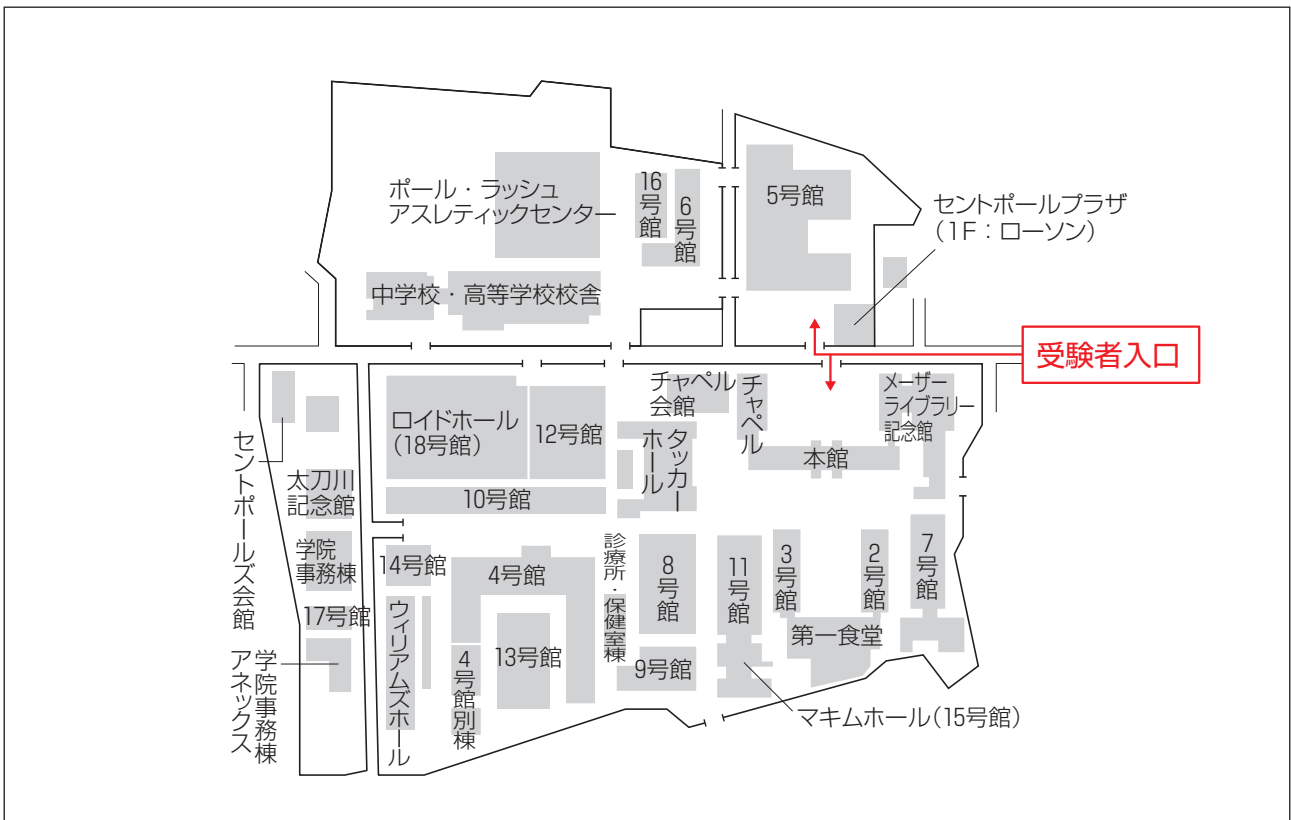 ポール・ラッシュ
アスレティックセンター
16号館
6号館
5号館
セントポールプラザ
(1F：ローソン)
中学校・高等学校校舎
受験者入口
チャペル
会館
チャペル
メーザー
ライブラリー
記念館
ロイドホール
(18号館)
12号館
タッカー
ホール
本館
セントポールズ会館
太刀川
記念館
10号館
学院
事務棟
14号館
4号館
診療所・保健室棟
8号館
11号館
3号館
2号館
7号館
17号館
ウィリアムズホール
13号館
第一食堂
4号館別棟
9号館
学院事務棟
アネックス
マキムホール(15号館)